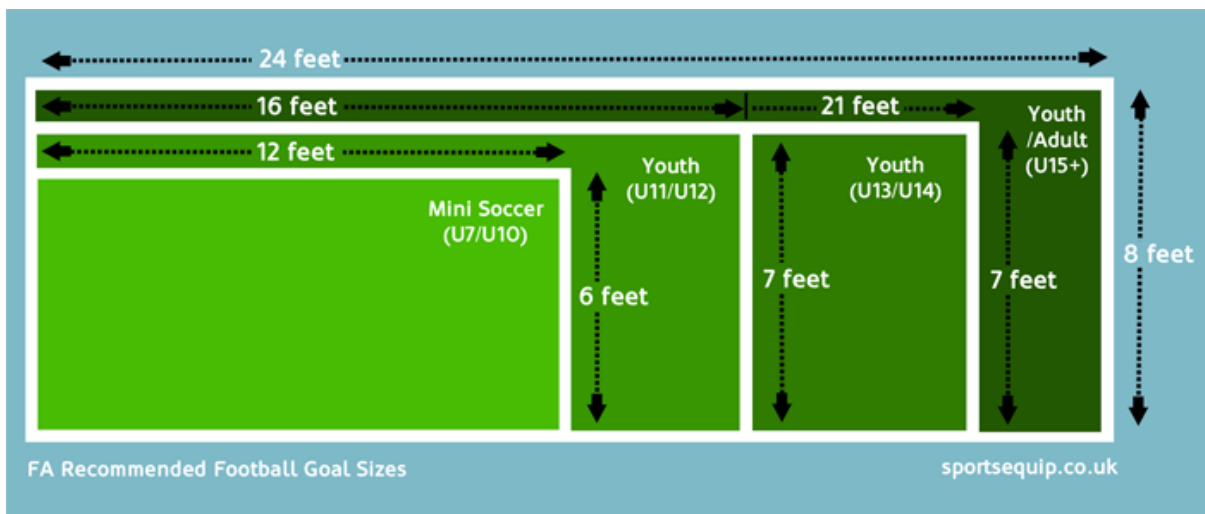 24 feet
16 feet
21 feet
Youth
/Adult
(U15+)
12 feet
Youth
(U11/U12)
Youth
(U13/U14)
Mini Soccer
(U7/U10)
8 feet
6 feet
7 feet
7 feet
FA Recommended Football Goal Sizes
sportsequip.co.uk